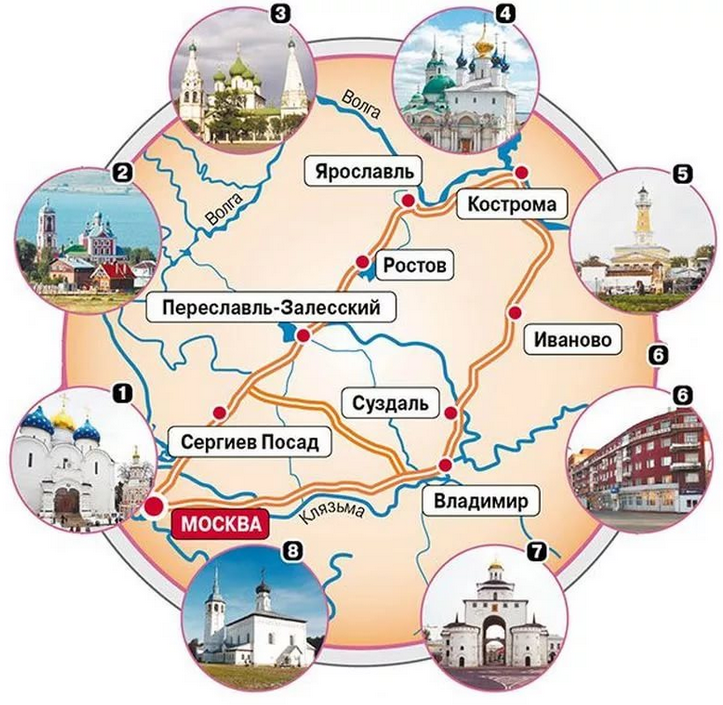 3
4
Волга
Ярославль
2
5
Волга
Кострома
Ростов
Переславль-Залесский
Иваново
6
1
6
Суздаль
Сергиев Посад
Владимир
МОСКВА
Клязьма
8
7